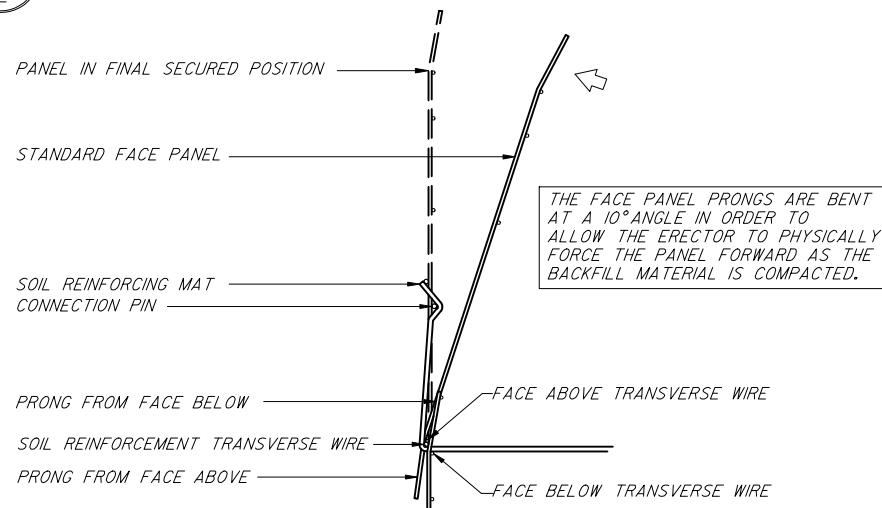 PANEL IN FINAL SECURED POSITION
STANDARD FACE PANEL
THE FACE PANEL PRONGS ARE BENT
AT A 10° ANGLE IN ORDER TO
ALLOW THE ERECTOR TO PHYSICALLY
FORCE THE PANEL FORWARD AS THE
BACKFILL MATERIAL IS COMPACTED.
SOIL REINFORCING MAT
CONNECTION PIN
PRONG FROM FACE BELOW
FACE ABOVE TRANSVERSE WIRE
SOIL REINFORCEMENT TRANSVERSE WIRE
PRONG FROM FACE ABOVE
FACE BELOW TRANSVERSE WIRE